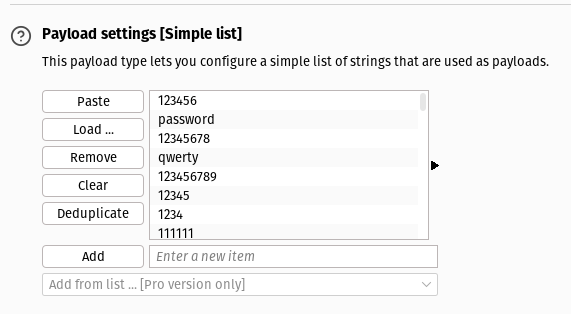 Payload settings [Simple list]
This payload type lets you configure a simple list of strings that are used as payloads.
Paste
Load ...
Remove
Clear
Deduplicate
123456
password
12345678
qwerty
123456789
12345
1234
111111
Add
Enter a new item
Add from list ... [Pro version only]